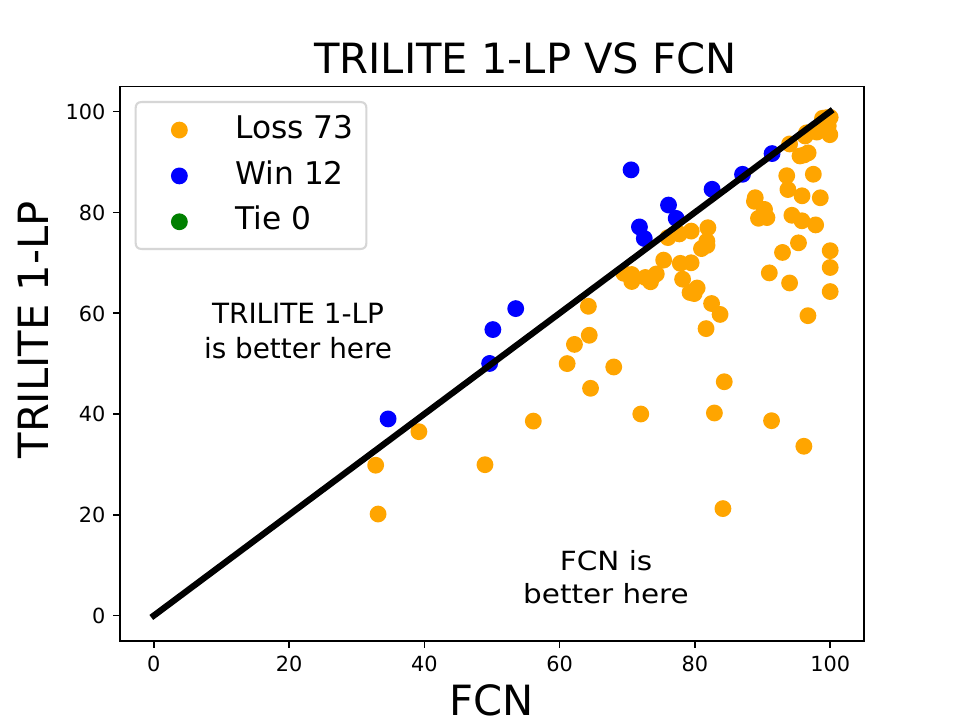 TRILITE 1-LP VS FCN
100
80
60
40
20
0
TRILITE 1-LP
Loss 73
Win 12
Tie 0
TRILITE 1-LP
is better here
FCN is
better here
0 20 40 60 80 100
FCN